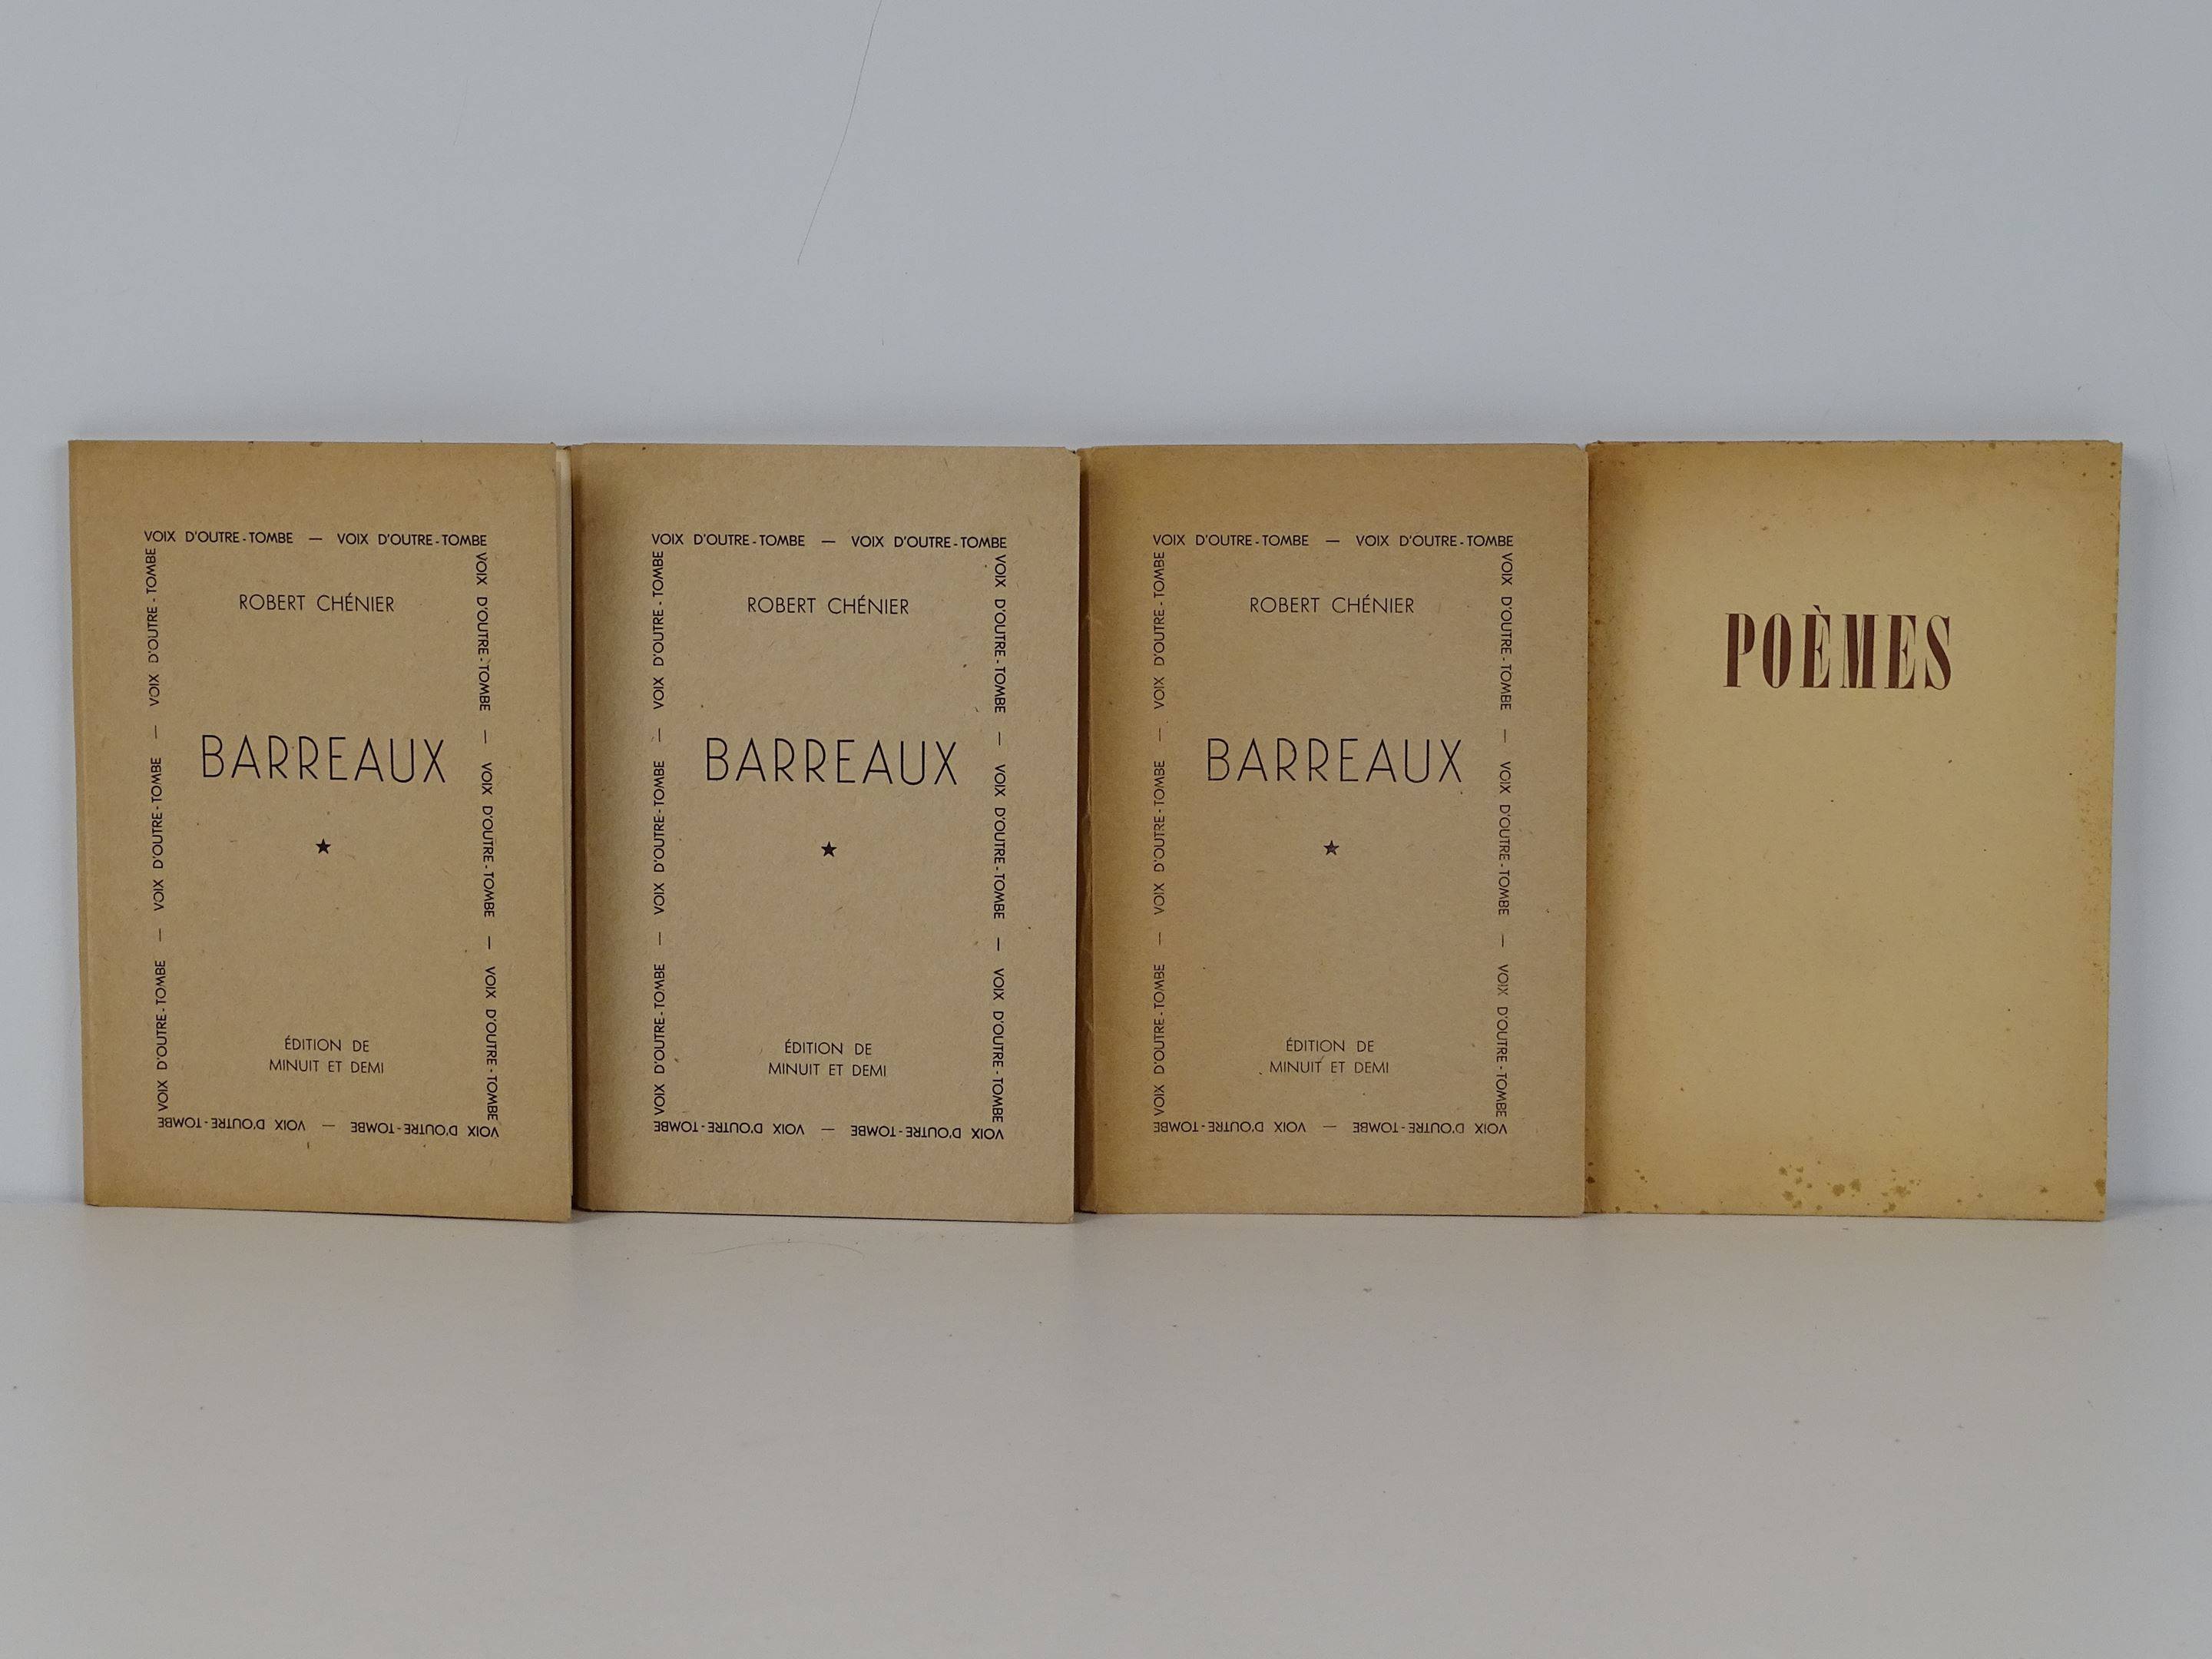 VOIX D'OUTRE-TOMBE — VOIX D'OUTRE-TOMBE
VOIX D'OUTRE-TOMBE — VOIX D'OUTRE-TOMBE — VOIX D'OUTRE-TOMBE
VOIX D'OUTRE-TOMBE — VOIX D'OUTRE-TOMBE — VOIX D'OUTRE-TOMBE
VOIX D'OUTRE-TOMBE — VOIX D'OUTRE-TOMBE
ROBERT CHÉNIER
BARREAUX
★
ÉDITION DE
MINUIT ET DEMI
VOIX D'OUTRE-TOMBE — VOIX D'OUTRE-TOMBE
VOIX D'OUTRE-TOMBE — VOIX D'OUTRE-TOMBE — VOIX D'OUTRE-TOMBE
VOIX D'OUTRE-TOMBE — VOIX D'OUTRE-TOMBE — VOIX D'OUTRE-TOMBE
VOIX D'OUTRE-TOMBE — VOIX D'OUTRE-TOMBE
ROBERT CHÉNIER
BARREAUX
★
ÉDITION DE
MINUIT ET DEMI
VOIX D'OUTRE-TOMBE — VOIX D'OUTRE-TOMBE
VOIX D'OUTRE-TOMBE — VOIX D'OUTRE-TOMBE — VOIX D'OUTRE-TOMBE
VOIX D'OUTRE-TOMBE — VOIX D'OUTRE-TOMBE — VOIX D'OUTRE-TOMBE
VOIX D'OUTRE-TOMBE — VOIX D'OUTRE-TOMBE
ROBERT CHÉNIER
BARREAUX
★
ÉDITION DE
MINUIT ET DEMI
POÈMES